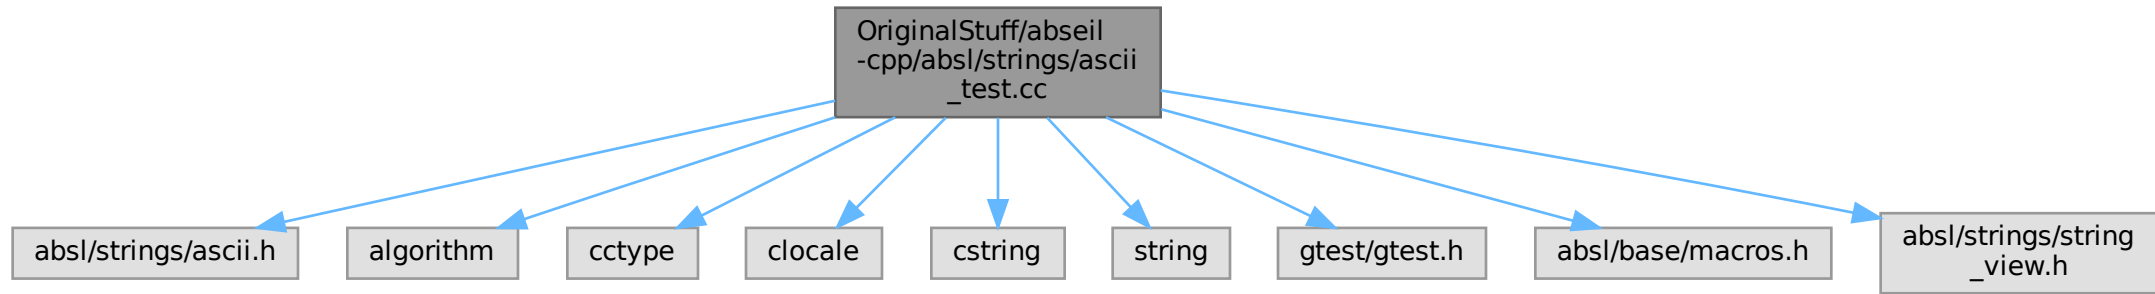 OriginalStuff/abseil
-cpp/absl/strings/ascii
_test.cc
absl/strings/ascii.h
algorithm
cctype
clocale
cstring
string
gtest/gtest.h
absl/base/macros.h
absl/strings/string
_view.h